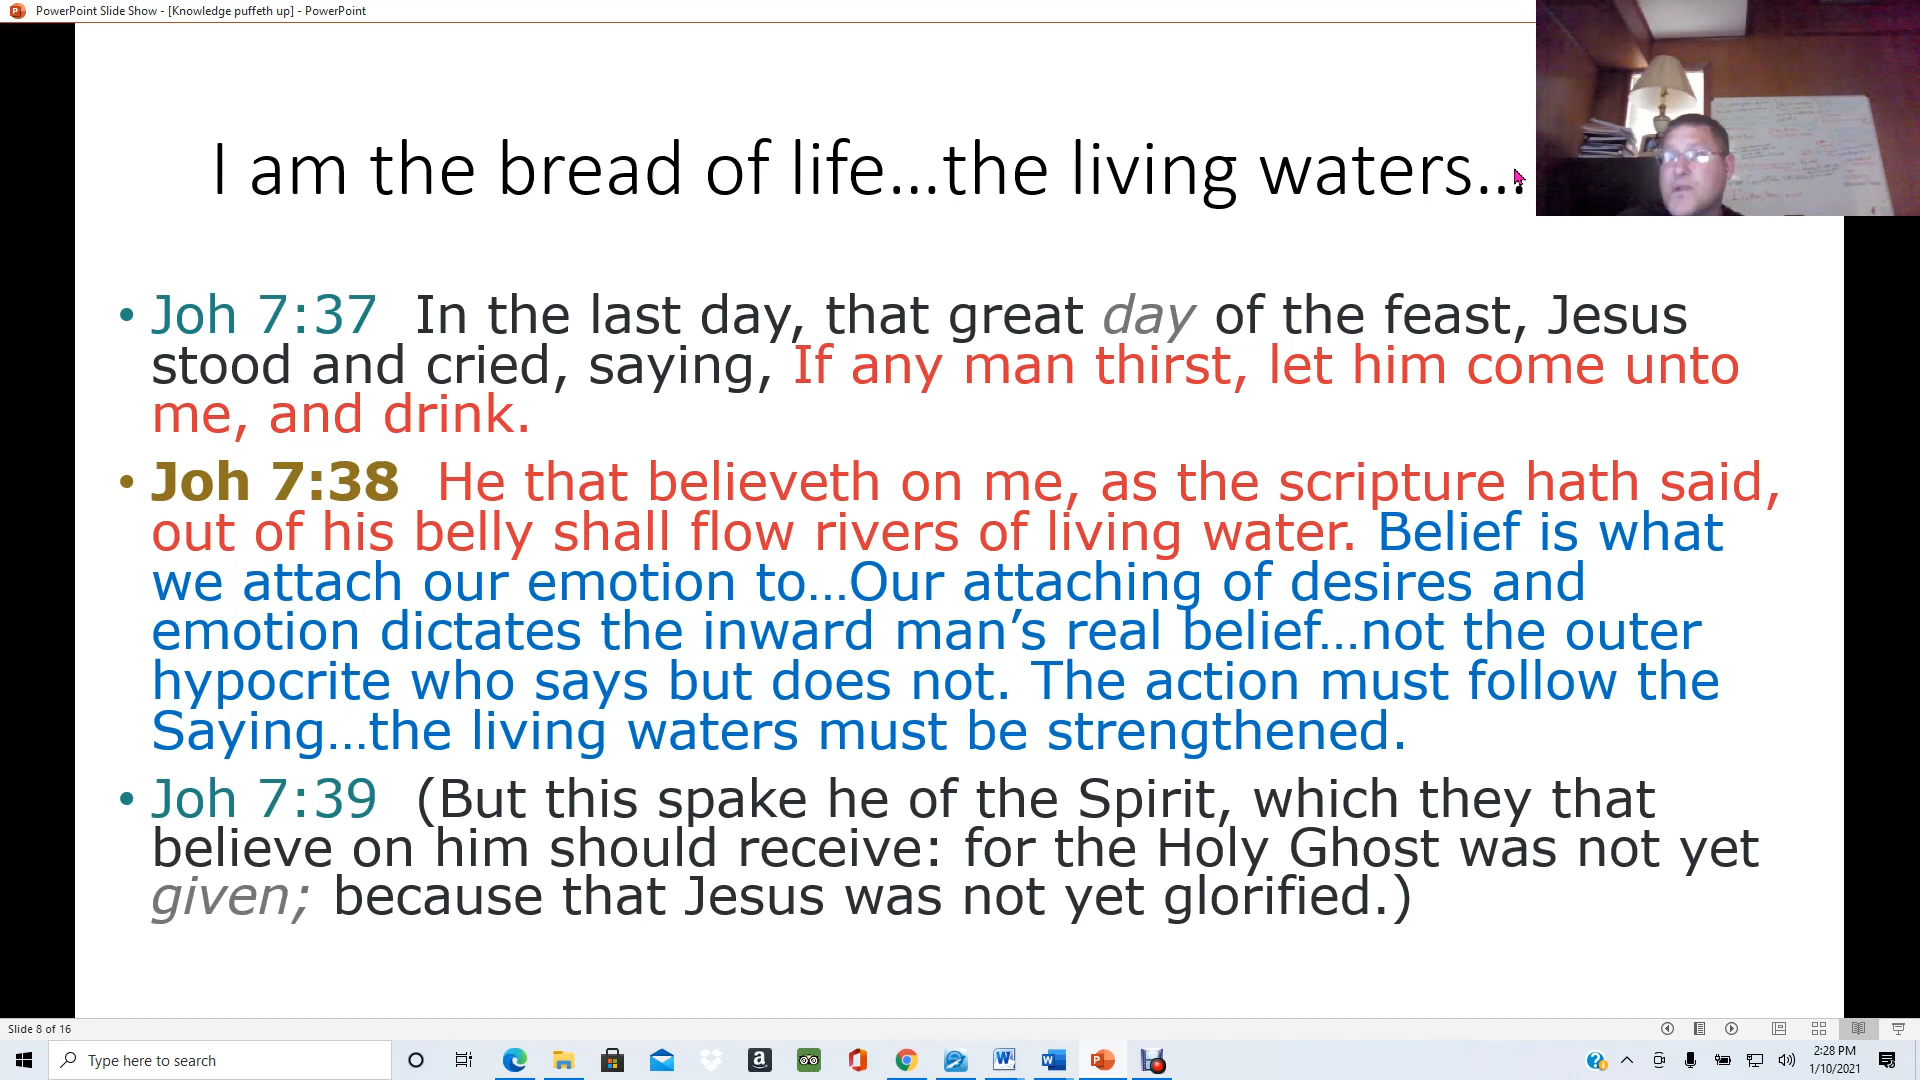 PowerPoint Slide Show - [Knowledge puffeth up] - PowerPoint
I am the bread of life...the living waters...
• Joh 7:37 In the last day, that great day of the feast, Jesus
stood and cried, saying, If any man thirst, let him come unto
me, and drink.
• Joh 7:38 He that believeth on me, as the scripture hath said,
out of his belly shall flow rivers of living water. Belief is what
we attach our emotion to...Our attaching of desires and
emotion dictates the inward man’s real belief...not the outer
hypocrite who says but does not. The action must follow the
Saying...the living waters must be strengthened.
• Joh 7:39 (But this spake he of the Spirit, which they that
believe on him should receive: for the Holy Ghost was not yet
given; because that Jesus was not yet glorified.)
Slide 8 of 16
Type here to search
2:28 PM
1/10/2021